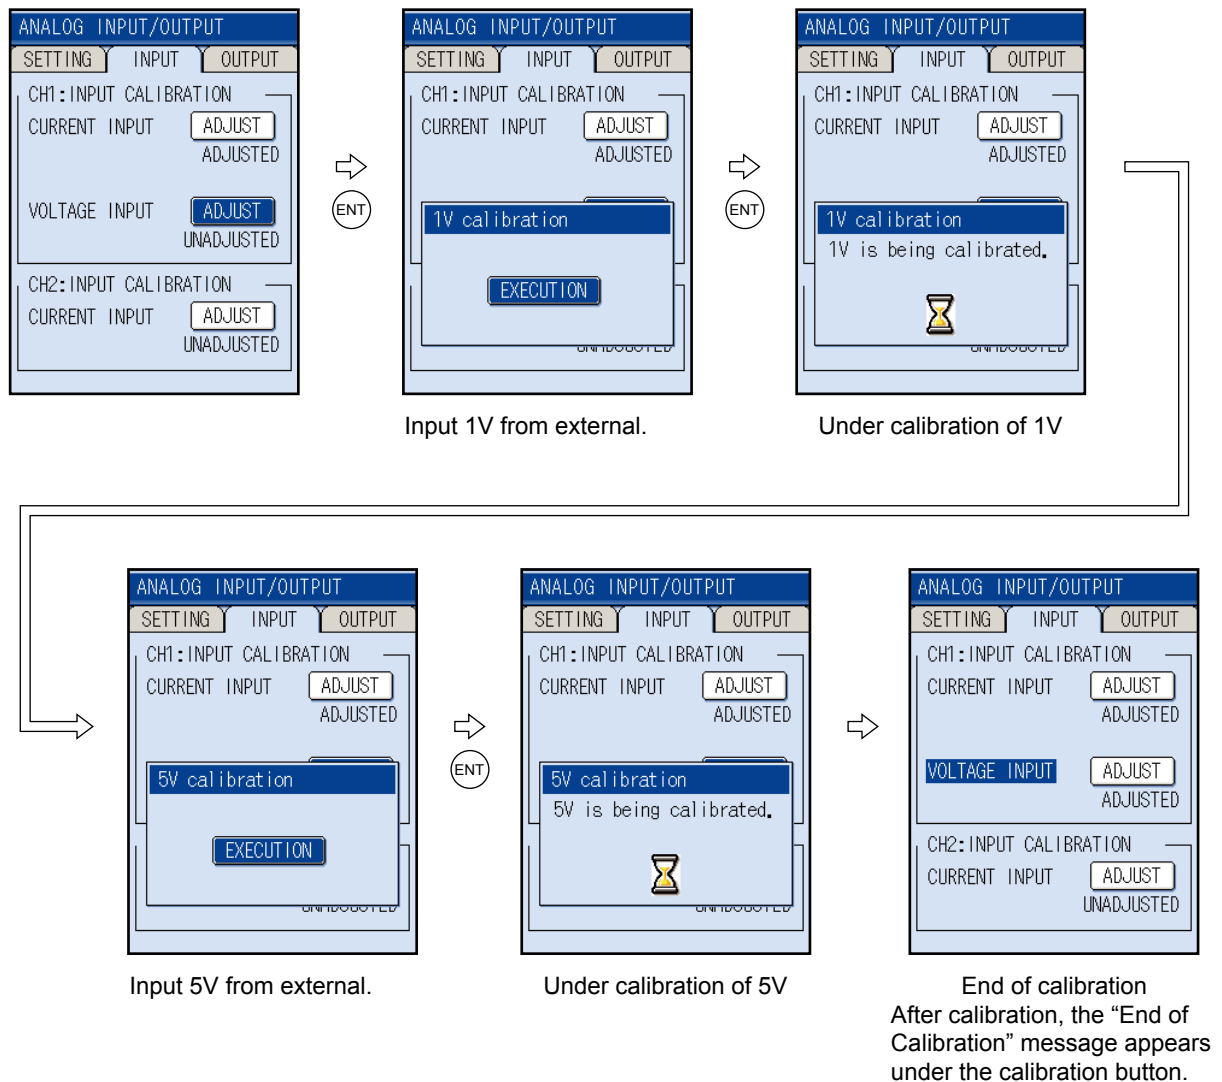 ANALOG INPUT/OUTPUT
SETTING INPUT OUTPUT
CH1:INPUT CALIBRATION
CURRENT INPUT ADJUST
ADJUSTED
VOLTAGE INPUT ADJUST
UNADJUSTED
CH2:INPUT CALIBRATION
CURRENT INPUT ADJUST
UNADJUSTED
ENT
ANALOG INPUT/OUTPUT
SETTING INPUT OUTPUT
CH1:INPUT CALIBRATION
CURRENT INPUT ADJUST
ADJUSTED
1V calibration
EXECUTION
Input 1V from external.
ENT
ANALOG INPUT/OUTPUT
SETTING INPUT OUTPUT
CH1:INPUT CALIBRATION
CURRENT INPUT ADJUST
ADJUSTED
1V calibration
1V is being calibrated.
Under calibration of 1V
ANALOG INPUT/OUTPUT
SETTING INPUT OUTPUT
CH1:INPUT CALIBRATION
CURRENT INPUT ADJUST
ADJUSTED
5V calibration
EXECUTION
Input 5V from external.
ENT
ANALOG INPUT/OUTPUT
SETTING INPUT OUTPUT
CH1:INPUT CALIBRATION
CURRENT INPUT ADJUST
ADJUSTED
5V calibration
5V is being calibrated.
Under calibration of 5V
ANALOG INPUT/OUTPUT
SETTING INPUT OUTPUT
CH1:INPUT CALIBRATION
CURRENT INPUT ADJUST
ADJUSTED
VOLTAGE INPUT ADJUST
ADJUSTED
CH2:INPUT CALIBRATION
CURRENT INPUT ADJUST
UNADJUSTED
End of calibration
After calibration, the “End of
Calibration” message appears
under the calibration button.